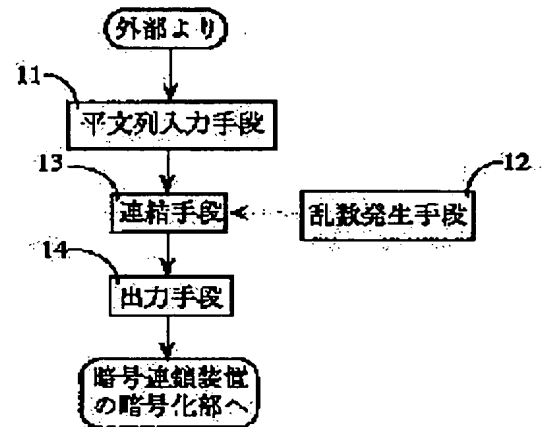 外部より
11
平文列入力手段
13
12
連結手段
乱数発生手段
14
出力手段
暗号連鎖装置
の暗号化部へ